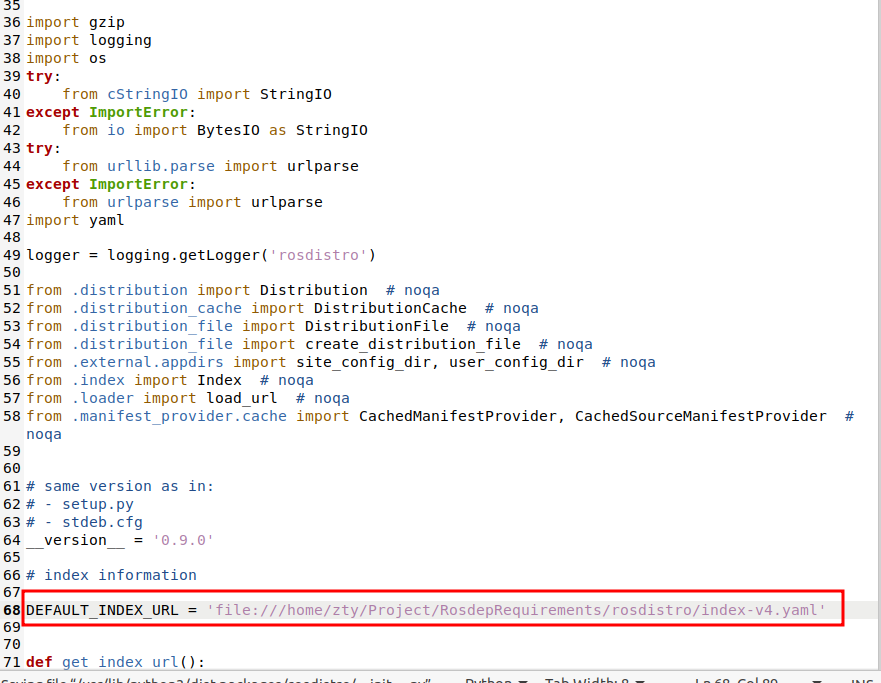 35
36 import gzip
37 import logging
38 import os
39 try:
40     from cStringIO import StringIO
41 except ImportError:
42     from io import BytesIO as StringIO
43 try:
44     from urllib.parse import urlparse
45 except ImportError:
46     from urlparse import urlparse
47 import yaml
48
49 logger = logging.getLogger('rosdistro')
50
51 from .distribution import Distribution  # noqa
52 from .distribution_cache import DistributionCache  # noqa
53 from .distribution_file import DistributionFile  # noqa
54 from .distribution_file import create_distribution_file  # noqa
55 from .external.appdirs import site_config_dir, user_config_dir  # noqa
56 from .index import Index  # noqa
57 from .loader import load_url  # noqa
58 from .manifest_provider.cache import CachedManifestProvider, CachedSourceManifestProvider  #
noqa
59
60
61 # same version as in:
62 # - setup.py
63 # - stdeb.cfg
64 __version__ = '0.9.0'
65
66 # index information
67
68 DEFAULT_INDEX_URL = 'file:///home/zty/Project/RosdepRequirements/rosdistro/index-v4.yaml'
69
70
71 def get_index_url():
Python Tab Width: 8 Ln 68, Col 89 INS